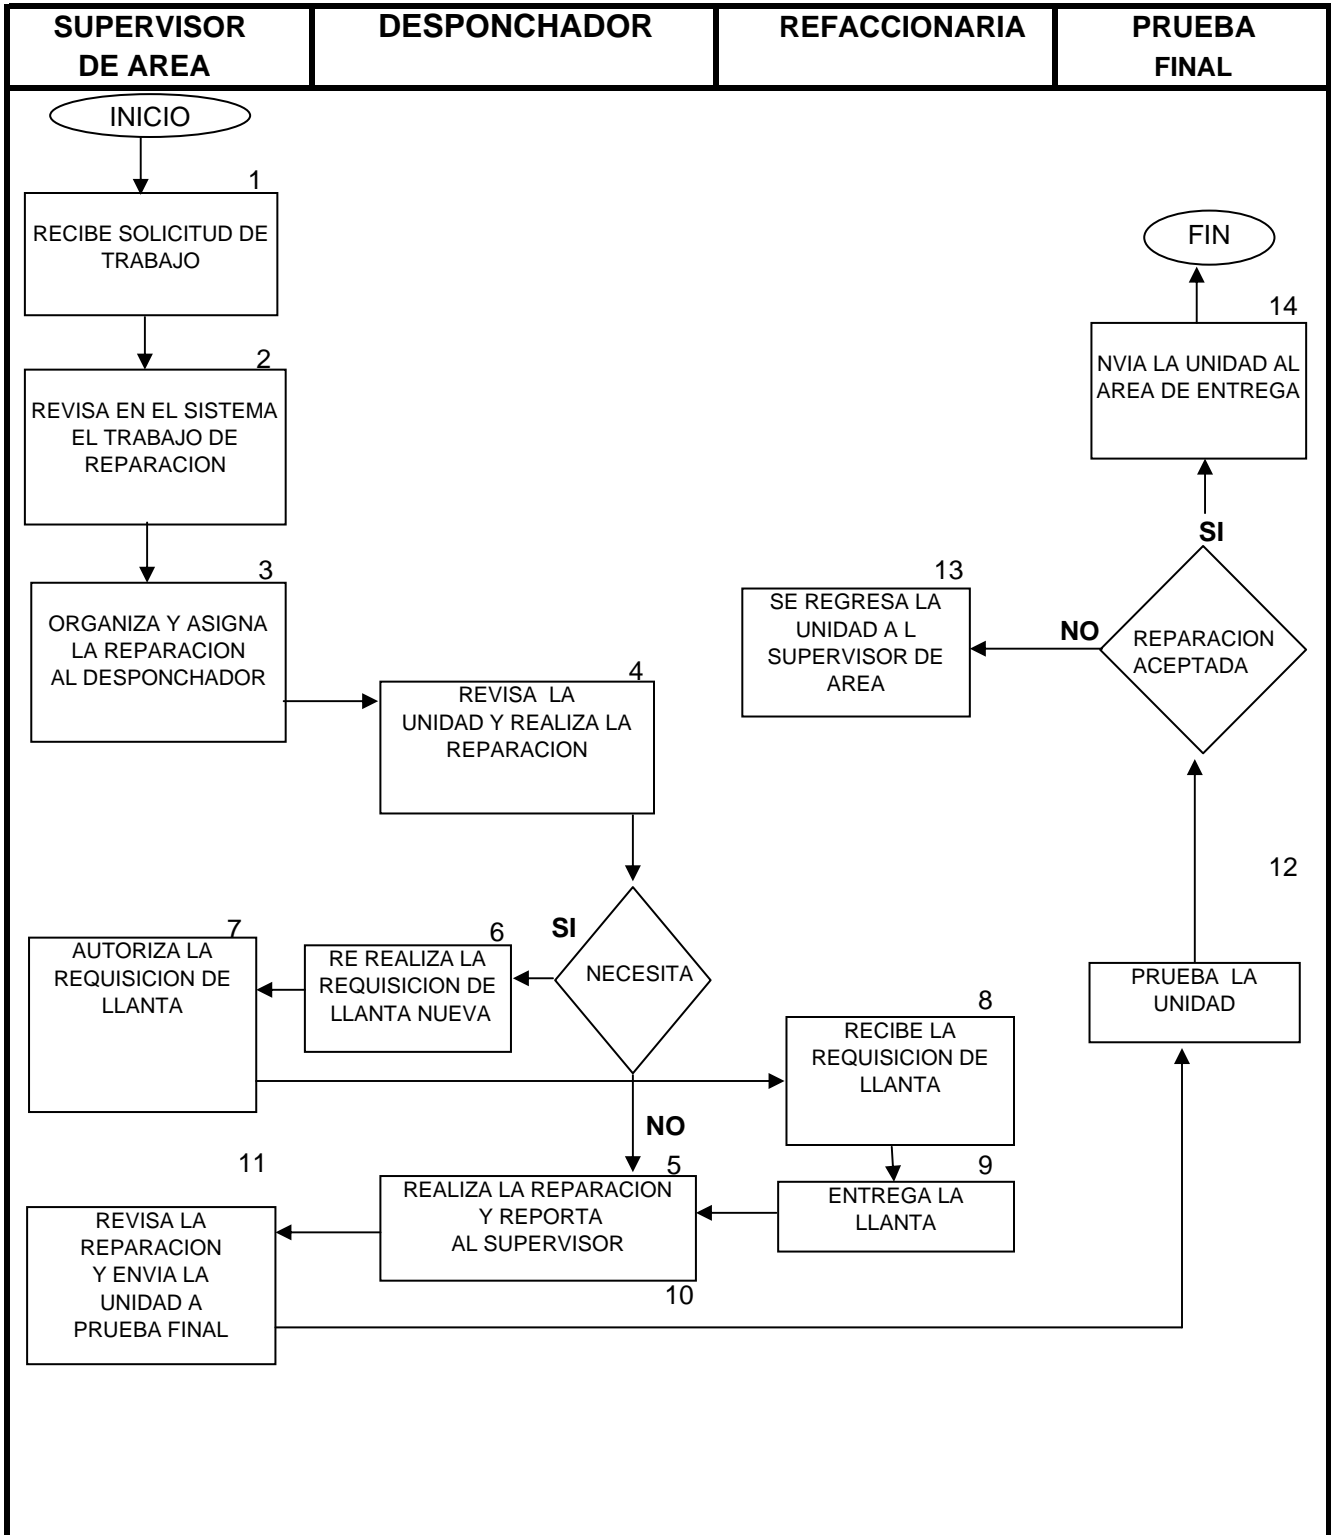 SUPERVISOR
DE AREA
DESPONCHADOR
REFACCIONARIA
PRUEBA
FINAL
INICIO
1
RECIBE SOLICITUD DE
TRABAJO
2
REVISA EN EL SISTEMA
EL TRABAJO DE
REPARACION
3
ORGANIZA Y ASIGNA
LA REPARACION
AL DESPONCHADOR
4
REVISA LA
UNIDAD Y REALIZA LA
REPARACION
NECESITA
SI
6
RE REALIZA LA
REQUISICION DE
LLANTA NUEVA
7
AUTORIZA LA
REQUISICION DE
LLANTA
8
RECIBE LA
REQUISICION DE
LLANTA
9
ENTREGA LA
LLANTA
NO
5
REALIZA LA REPARACION
Y REPORTA
AL SUPERVISOR
10
11
REVISA LA
REPARACION
Y ENVIA LA
UNIDAD A
PRUEBA FINAL
12
PRUEBA LA
UNIDAD
REPARACION
ACEPTADA
NO
13
SE REGRESA LA
UNIDAD A L
SUPERVISOR DE
AREA
SI
14
NVIA LA UNIDAD AL
AREA DE ENTREGA
FIN